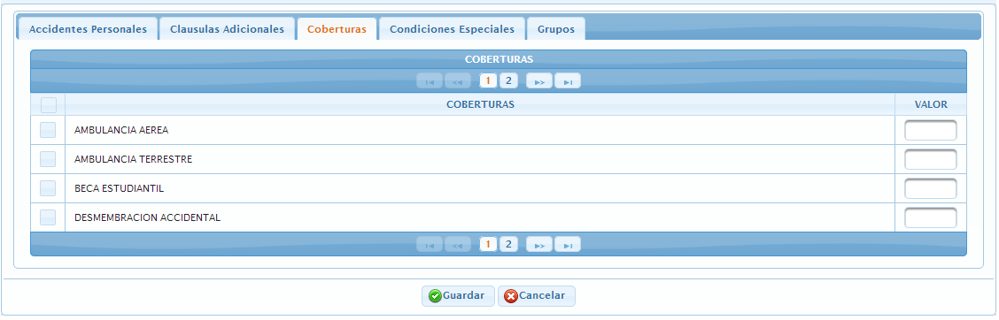 Accidentes Personales Clausulas Adicionales Coberturas Condiciones Especiales Grupos
COBERTURAS
1 2
COBERTURAS VALOR
AMBULANCIA AEREA
AMBULANCIA TERRESTRE
BECA ESTUDIANTIL
DESMEMBRACION ACCIDENTAL
1 2
Guardar Cancelar